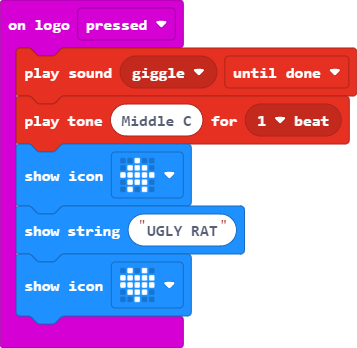 on logo pressed
play sound giggle until done
play tone Middle C for 1 beat
show icon
show string "UGLY RAT"
show icon